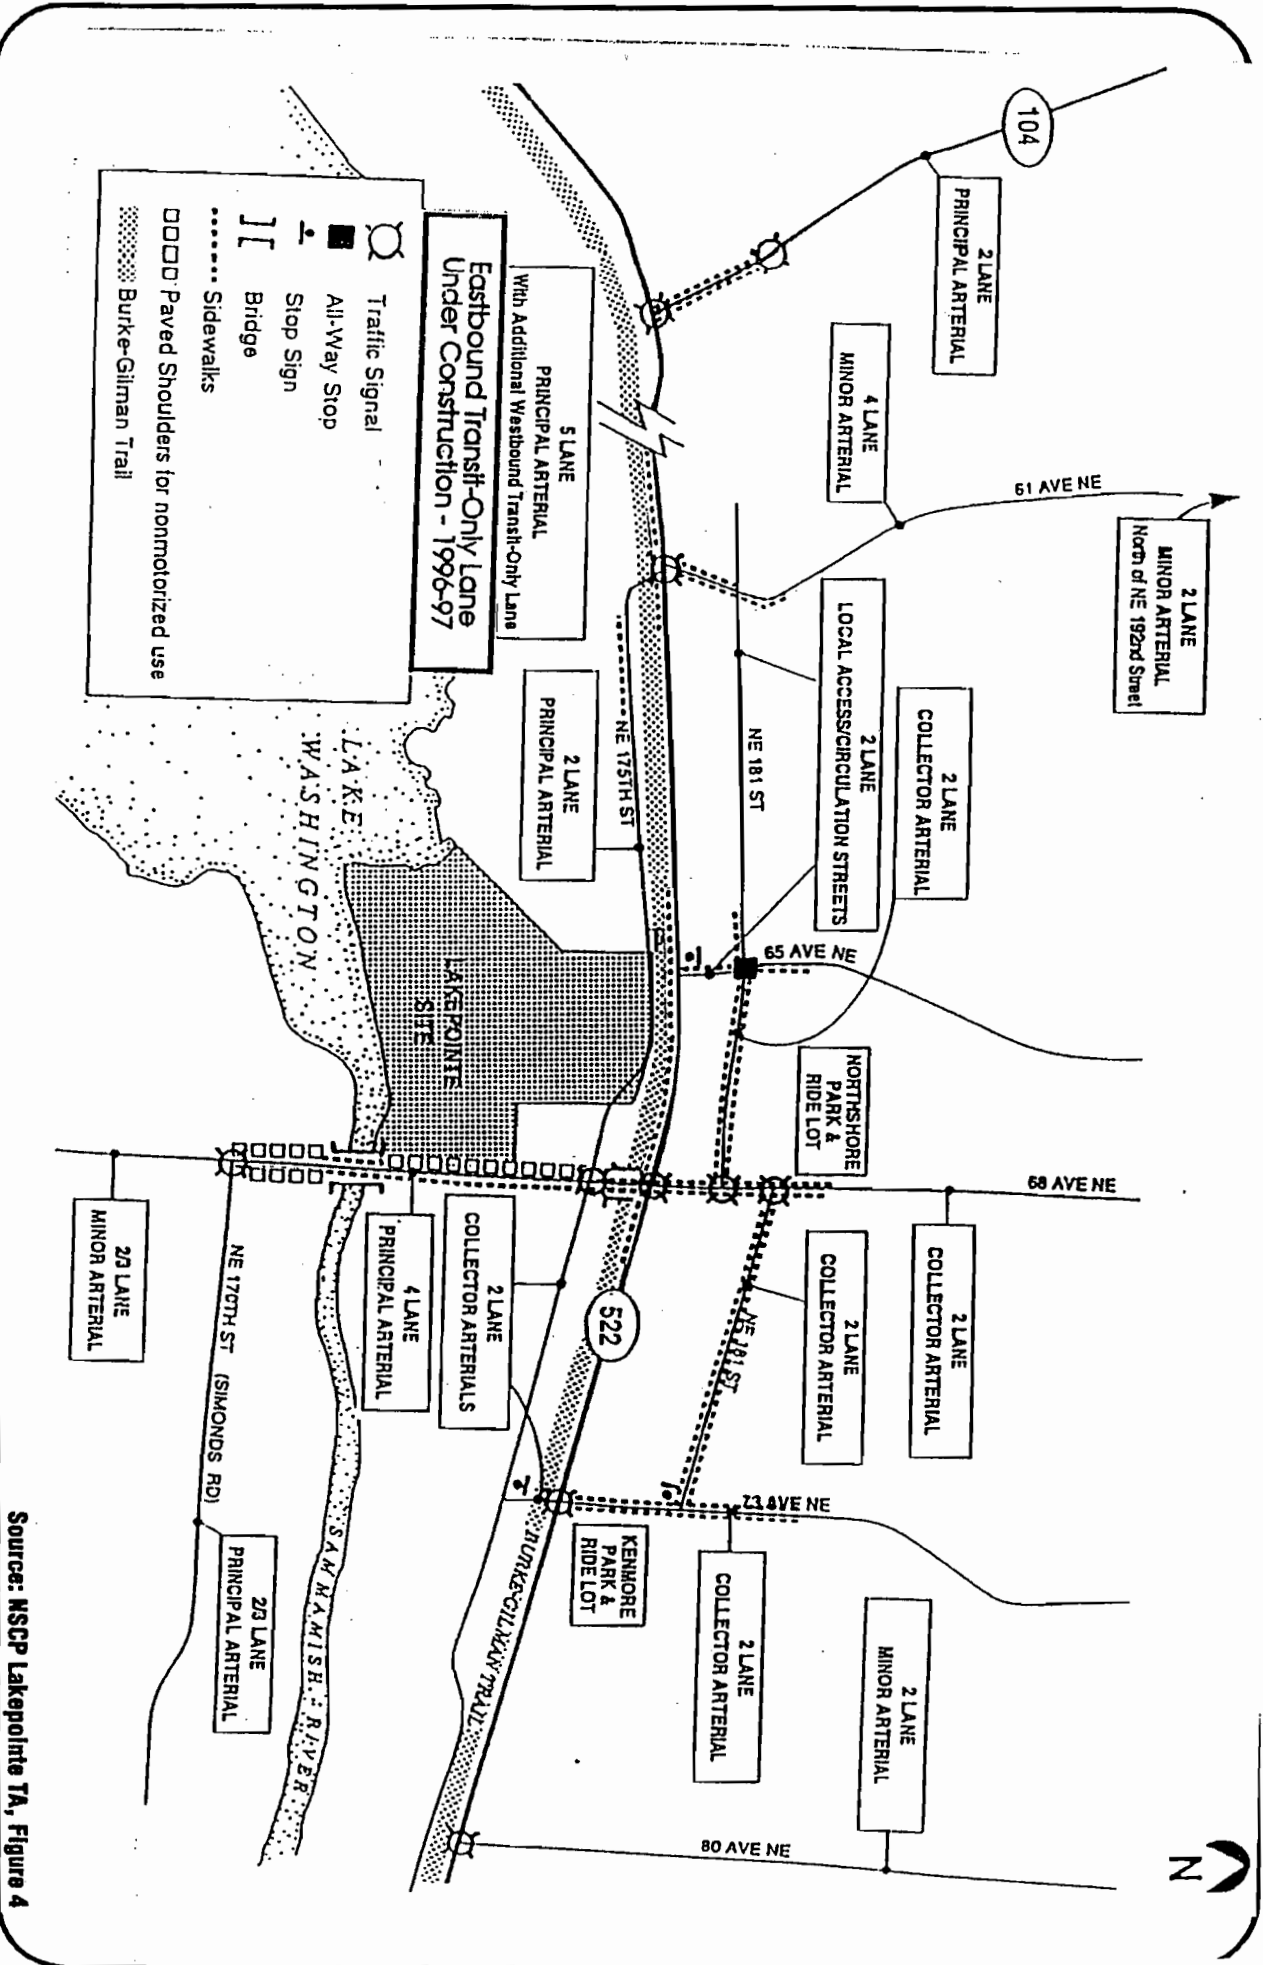 104
2 LANE
PRINCIPAL ARTERIAL
4 LANE
MINOR ARTERIAL
61 AVE NE
2 LANE
MINOR ARTERIAL
North of NE 192nd Street
2 LANE
LOCAL ACCESS/CIRCULATION STREETS
2 LANE
COLLECTOR ARTERIAL
NE 181 ST
65 AVE NE
NORTHSHORE
PARK &
RIDE LOT
68 AVE NE
2 LANE
COLLECTOR ARTERIAL
2 LANE
COLLECTOR ARTERIAL
NE 181 ST
73 AVE NE
2 LANE
COLLECTOR ARTERIAL
2 LANE
MINOR ARTERIAL
80 AVE NE
N
5 LANE
PRINCIPAL ARTERIAL
With Additional Westbound Transit-Only Lane
Eastbound Transit-Only Lane
Under Construction - 1996-97
NE 175TH ST
2 LANE
PRINCIPAL ARTERIAL
522
KENMORE
PARK &
RIDE LOT
BURKE-GILMAN TRAIL
LAKEPOINTE
SITE
2 LANE
COLLECTOR ARTERIALS
4 LANE
PRINCIPAL ARTERIAL
LAKE
WASHINGTON
SAMMAMISH RIVER
NE 170TH ST (SIMONDS RD)
2/3 LANE
PRINCIPAL ARTERIAL
2/3 LANE
MINOR ARTERIAL
Traffic Signal
All-Way Stop
Stop Sign
Bridge
Sidewalks
Paved Shoulders for nonmotorized use
Burke-Gilman Trail
Source: NSCP Lakepointe TA, Figure 4